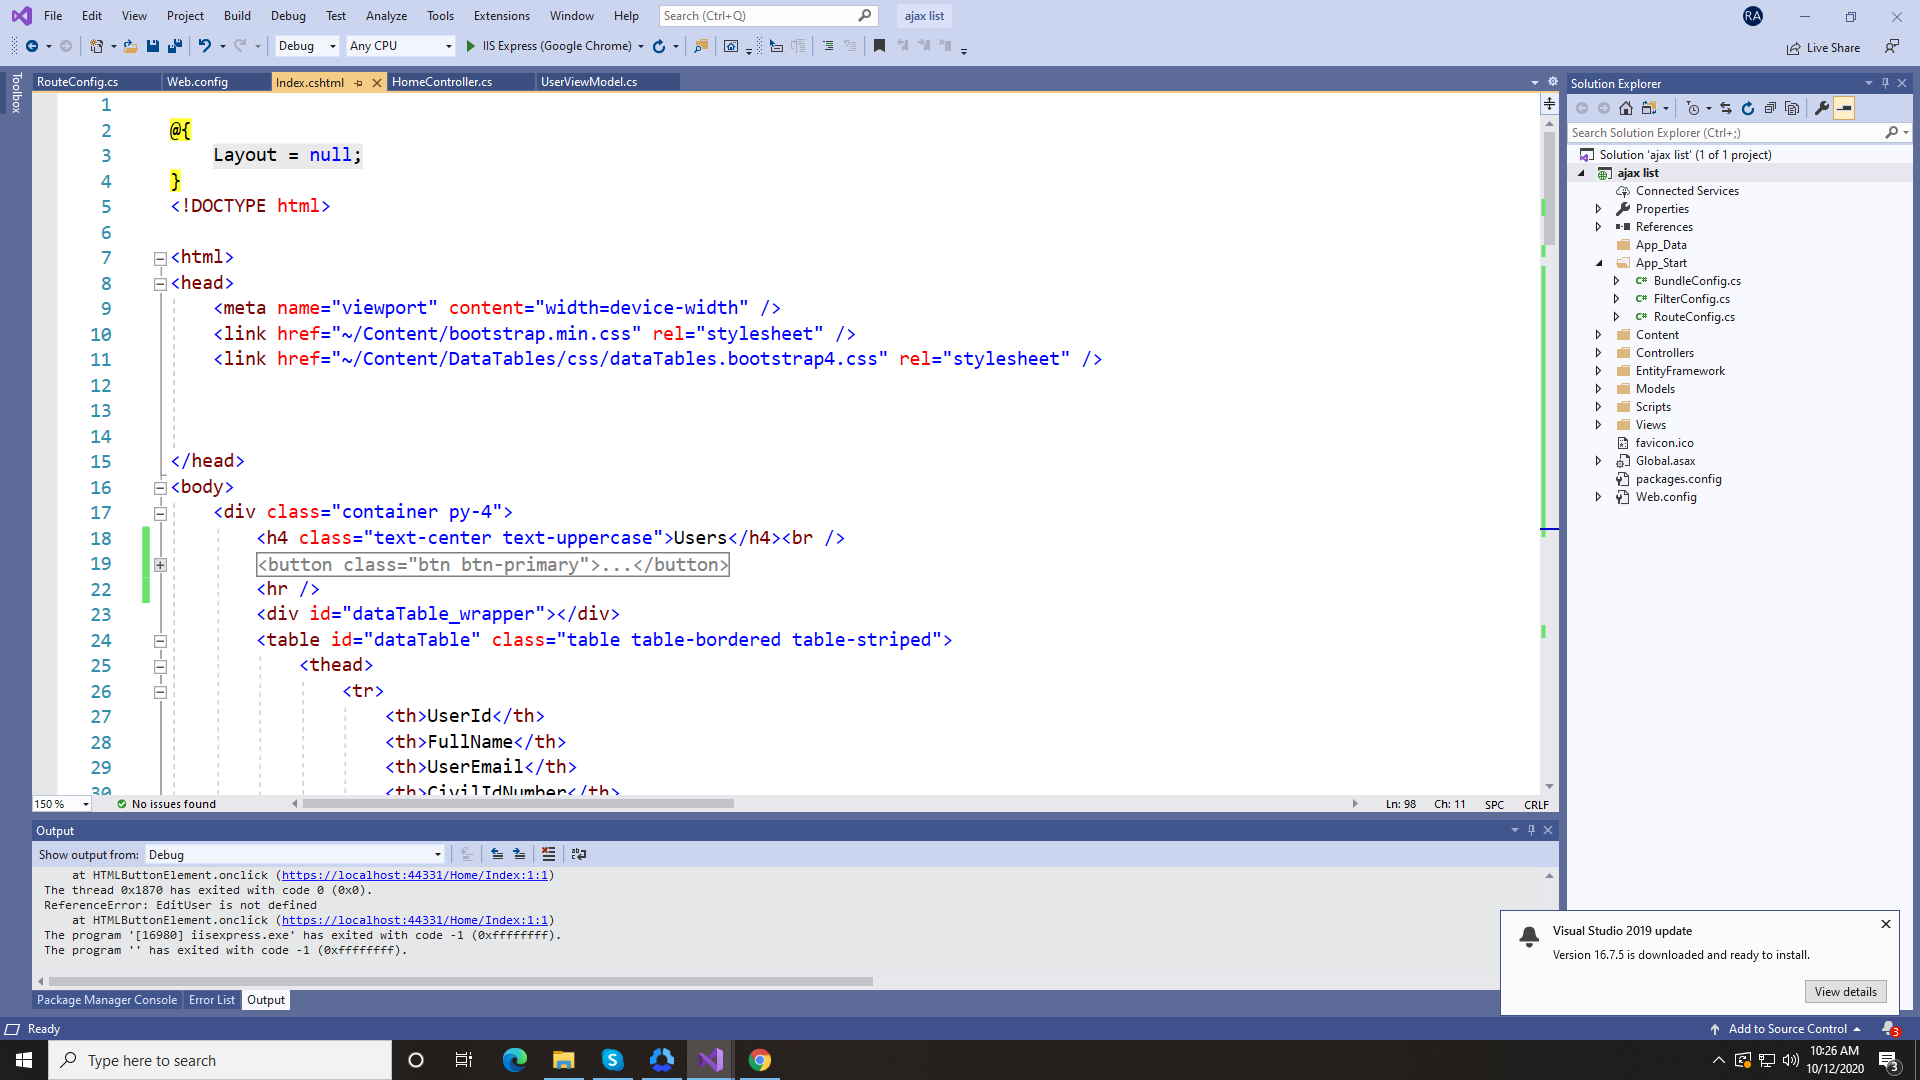 File Edit View Project Build Debug Test Analyze Tools Extensions Window Help Search (Ctrl+Q) ajax list RA
Debug Any CPU IIS Express (Google Chrome) Live Share
Toolbox
RouteConfig.cs Web.config Index.cshtml HomeController.cs UserViewModel.cs
1
2 @{
3 Layout = null;
4 }
5 <!DOCTYPE html>
6
7 <html>
8 <head>
9 <meta name="viewport" content="width=device-width" />
10 <link href="~/Content/bootstrap.min.css" rel="stylesheet" />
11 <link href="~/Content/DataTables/css/dataTables.bootstrap4.css" rel="stylesheet" />
12
13
14
15 </head>
16 <body>
17 <div class="container py-4">
18 <h4 class="text-center text-uppercase">Users</h4><br />
19 <button class="btn btn-primary">...</button>
22 <hr />
23 <div id="dataTable_wrapper"></div>
24 <table id="dataTable" class="table table-bordered table-striped">
25 <thead>
26 <tr>
27 <th>UserId</th>
28 <th>FullName</th>
29 <th>UserEmail</th>
30 <th>CivilIdNumber</th>
150 % No issues found Ln: 98 Ch: 11 SPC CRLF
Output
Show output from: Debug
at HTMLButtonElement.onclick (https://localhost:44331/Home/Index:1:1)
The thread 0x1870 has exited with code 0 (0x0).
ReferenceError: EditUser is not defined
at HTMLButtonElement.onclick (https://localhost:44331/Home/Index:1:1)
The program '[16980] iisexpress.exe' has exited with code -1 (0xffffffff).
The program '' has exited with code -1 (0xffffffff).
Package Manager Console Error List Output
Solution Explorer
Search Solution Explorer (Ctrl+;)
Solution 'ajax list' (1 of 1 project)
ajax list
Connected Services
Properties
References
App_Data
App_Start
C# BundleConfig.cs
C# FilterConfig.cs
C# RouteConfig.cs
Content
Controllers
EntityFramework
Models
Scripts
Views
favicon.ico
Global.asax
packages.config
Web.config
Visual Studio 2019 update
Version 16.7.5 is downloaded and ready to install.
View details
Ready Add to Source Control 3
Type here to search
10:26 AM
10/12/2020
3